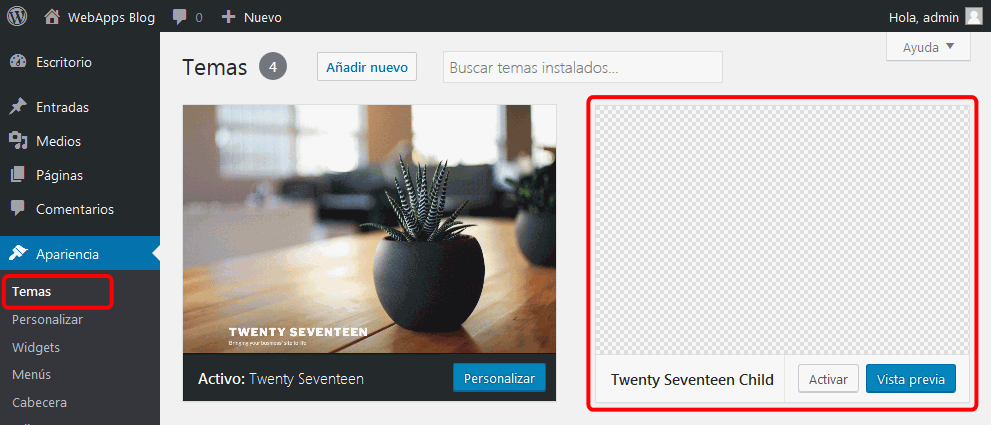 WebApps Blog 0 Nuevo Hola, admin
Ayuda
Escritorio
Entradas
Medios
Páginas
Comentarios
Apariencia
Temas
Personalizar
Widgets
Menús
Cabecera
Temas 4 Añadir nuevo Buscar temas instalados...
TWENTY SEVENTEEN
Bringing your business' site to life
Activo: Twenty Seventeen Personalizar
Twenty Seventeen Child Activar Vista previa